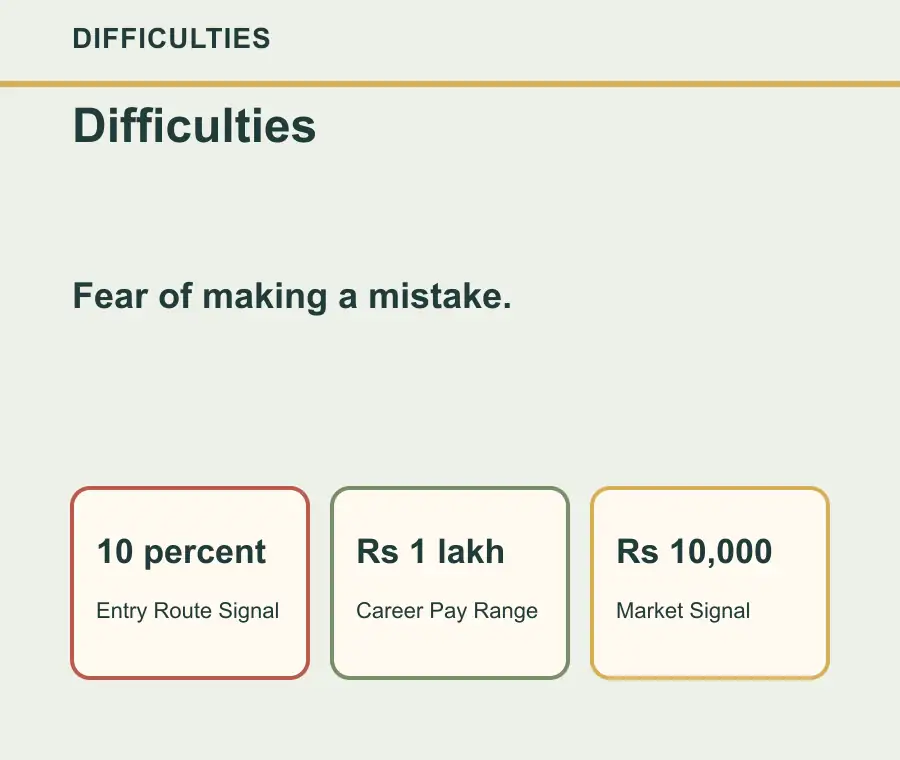 DIFFICULTIES
Difficulties
Fear of making a mistake.
10 percent
Entry Route Signal
Rs 1 lakh
Career Pay Range
Rs 10,000
Market Signal